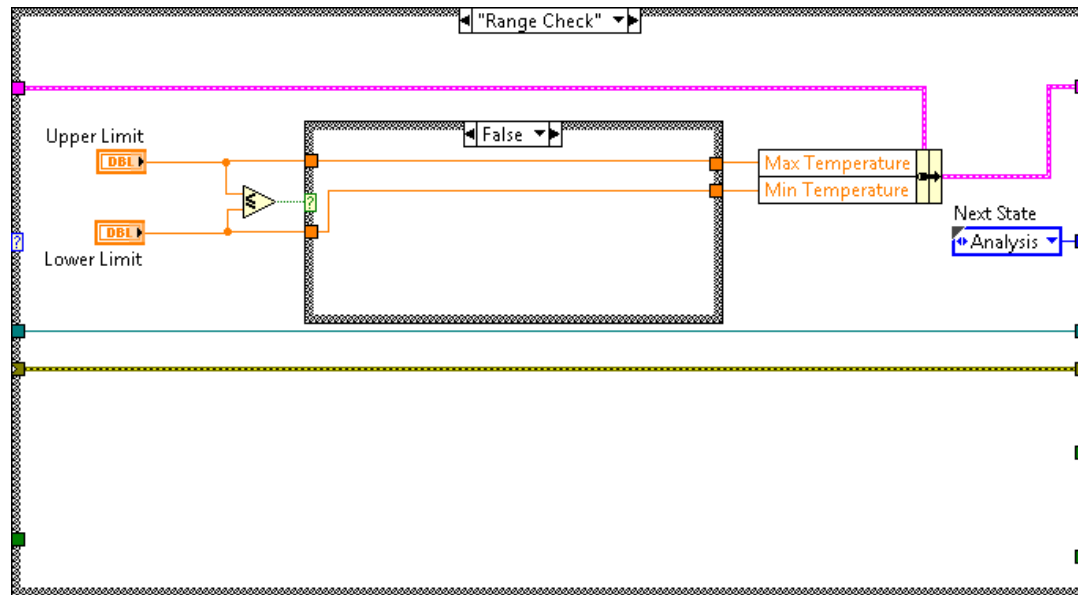 "Range Check"
Upper Limit
DBL
False
Max Temperature
Min Temperature
?
≤
DBL
Lower Limit
?
Next State
Analysis